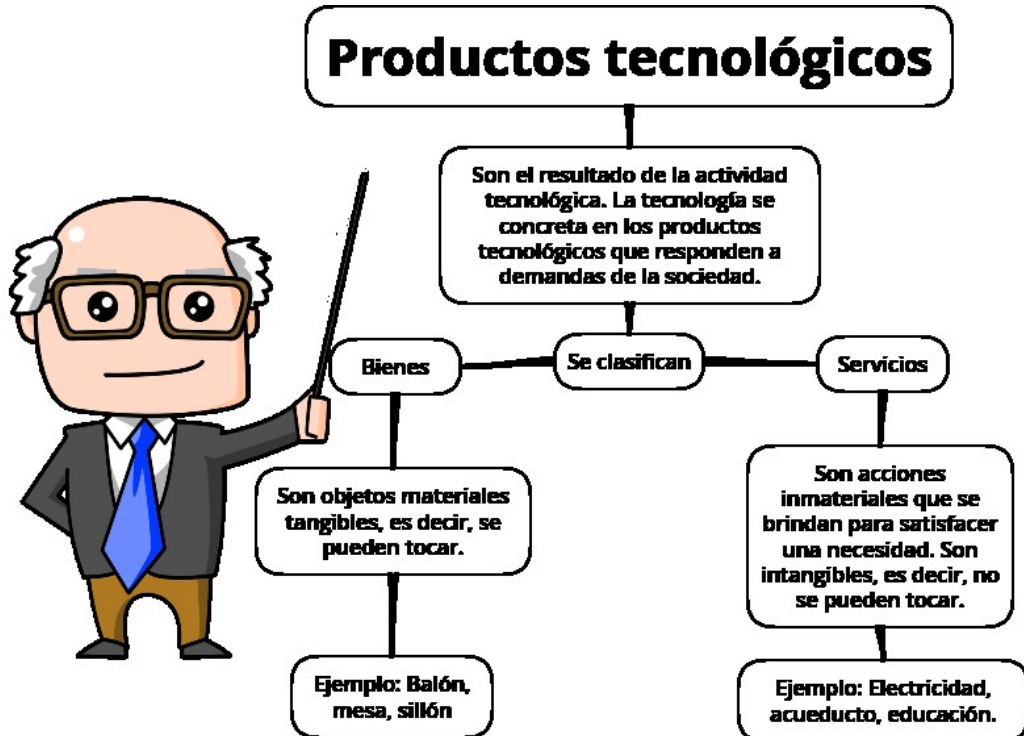 Productos tecnológicos
Son el resultado de la actividad
tecnológica. La tecnología se
concreta en los productos
tecnológicos que responden a
demandas de la sociedad.
Se clasifican
Bienes
Son objetos materiales
tangibles, es decir, se
pueden tocar.
Ejemplo: Balón,
mesa, sillón
Servicios
Son acciones
inmateriales que se
brindan para satisfacer
una necesidad. Son
intangibles, es decir, no
se pueden tocar.
Ejemplo: Electricidad,
acueducto, educación.